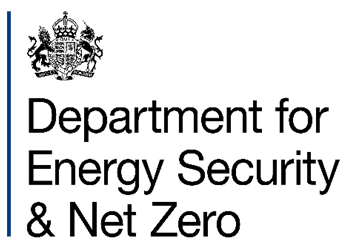 Department for
Energy Security
& Net Zero